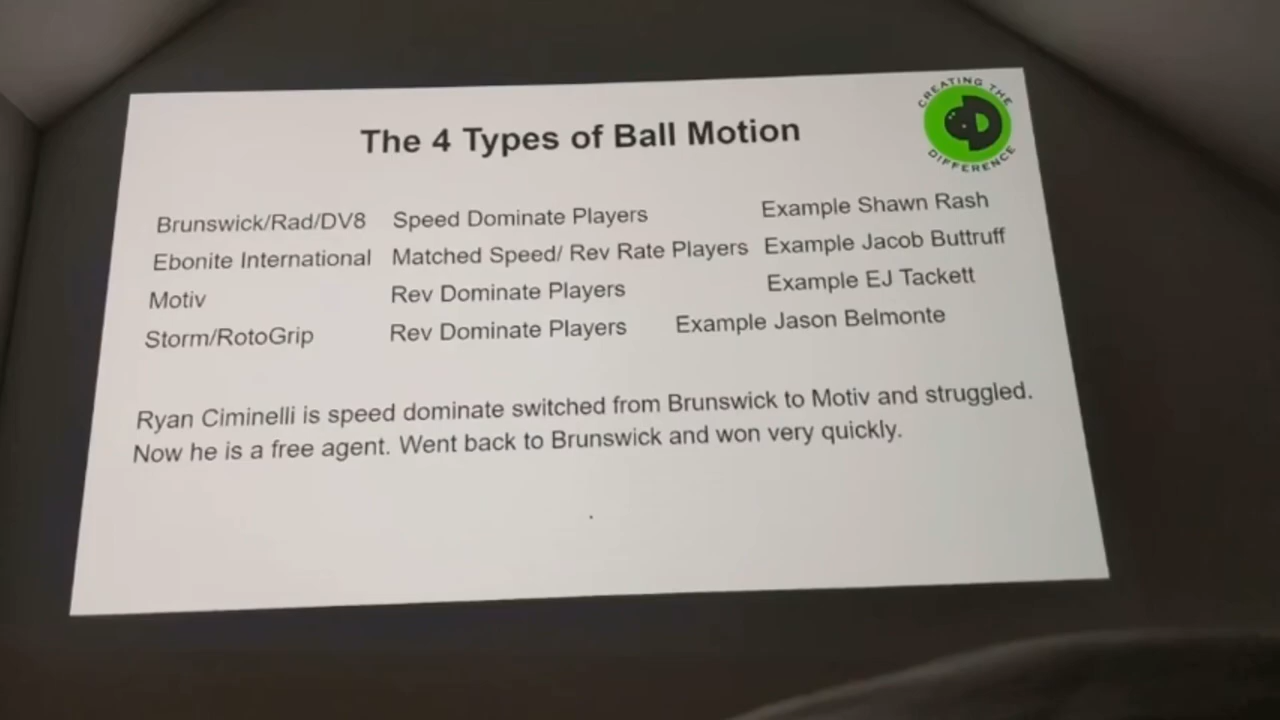 CREATING THE
DIFFERENCE
The 4 Types of Ball Motion
Brunswick/Rad/DV8 Speed Dominate Players Example Shawn Rash
Ebonite International Matched Speed/ Rev Rate Players Example Jacob Buttruff
Motiv Rev Dominate Players Example EJ Tackett
Storm/RotoGrip Rev Dominate Players Example Jason Belmonte
Ryan Ciminelli is speed dominate switched from Brunswick to Motiv and struggled.
Now he is a free agent. Went back to Brunswick and won very quickly.